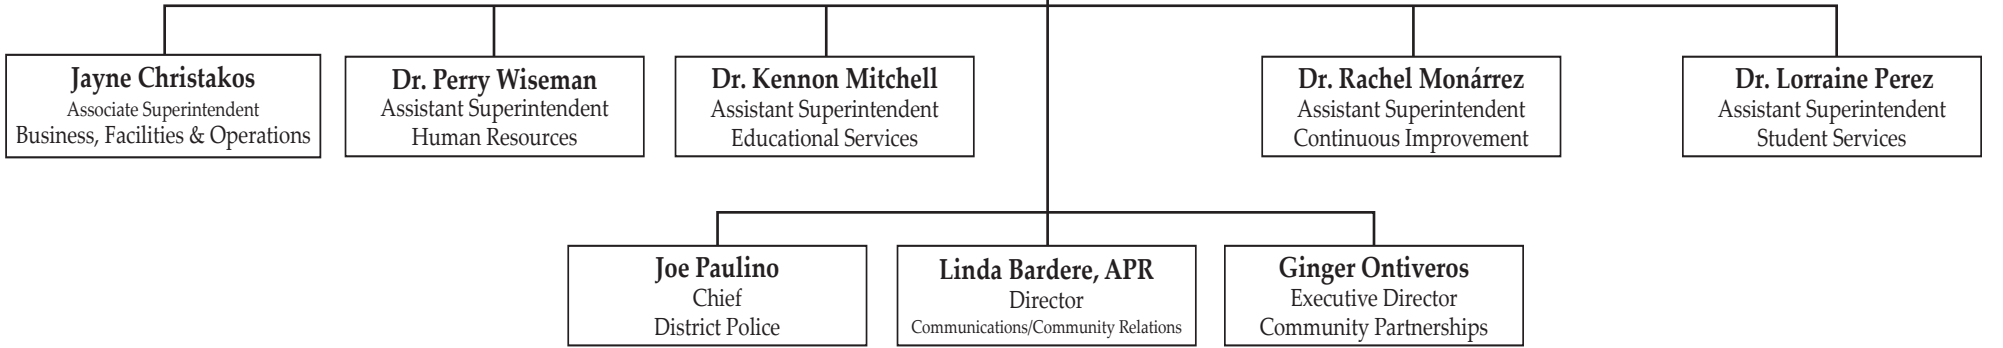 Jayne Christakos
Associate Superintendent
Business, Facilities & Operations
Dr. Perry Wiseman
Assistant Superintendent
Human Resources
Dr. Kennon Mitchell
Assistant Superintendent
Educational Services
Dr. Rachel Monárrez
Assistant Superintendent
Continuous Improvement
Dr. Lorraine Perez
Assistant Superintendent
Student Services
Joe Paulino
Chief
District Police
Linda Bardere, APR
Director
Communications/Community Relations
Ginger Ontiveros
Executive Director
Community Partnerships